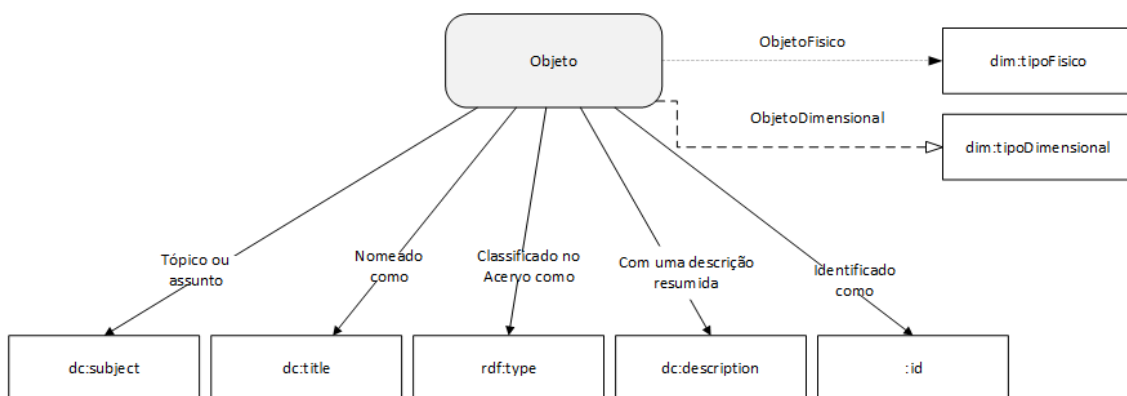 ObjetoFisico
Objeto
dim:tipoFisico
ObjetoDimensional
dim:tipoDimensional
Tópico ou
assunto
Nomeado
como
Classificado no
Acervo como
Com uma descrição
resumida
Identificado
como
dc:subject
dc:title
rdf:type
dc:description
:id